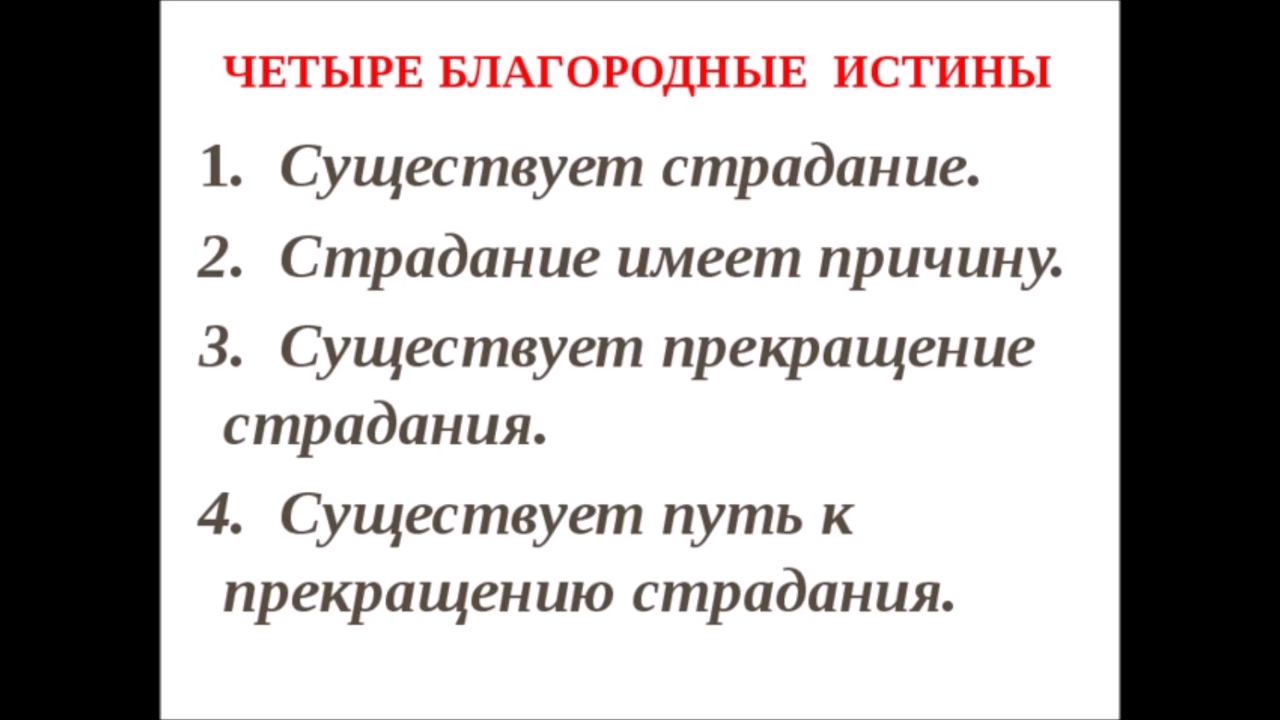 ЧЕТЫРЕ БЛАГОРОДНЫЕ ИСТИНЫ
1. Существует страдание.
2. Страдание имеет причину.
3. Существует прекращение
страдания.
4. Существует путь к
прекращению страдания.